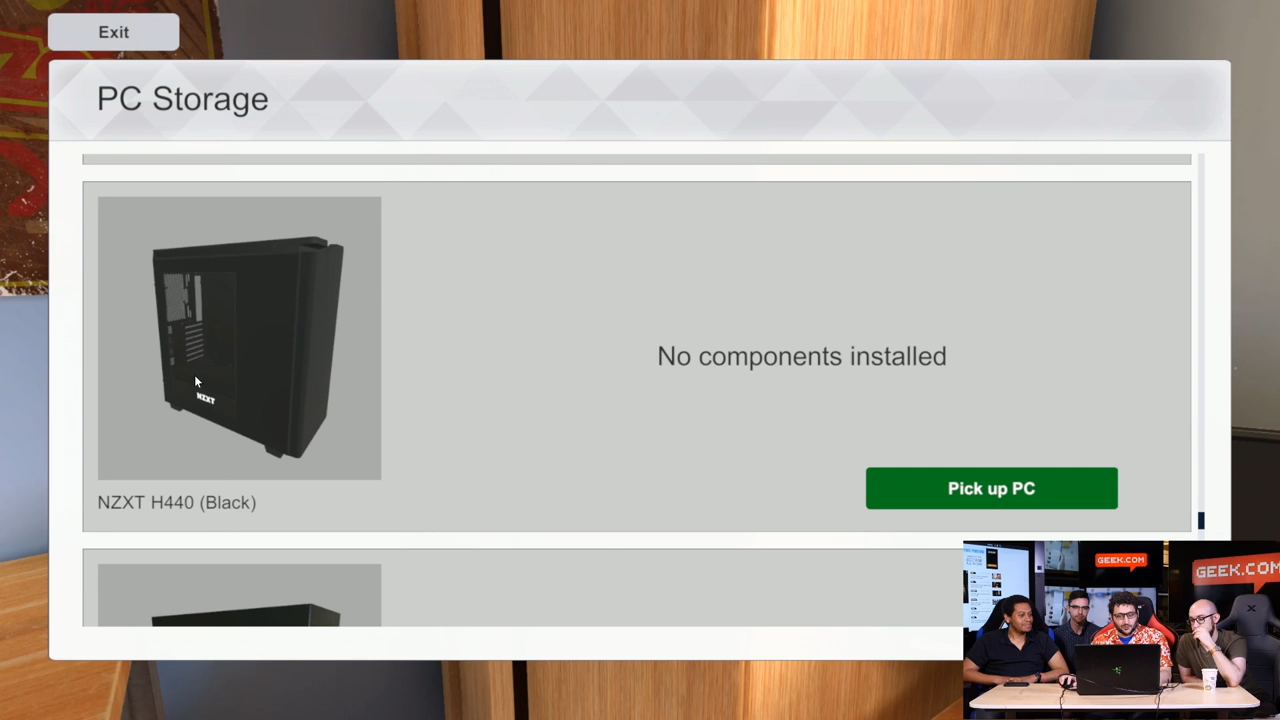 Exit
PC Storage
NZXT
No components installed
Pick up PC
NZXT H440 (Black)
GEEK.COM
GEEK.COM